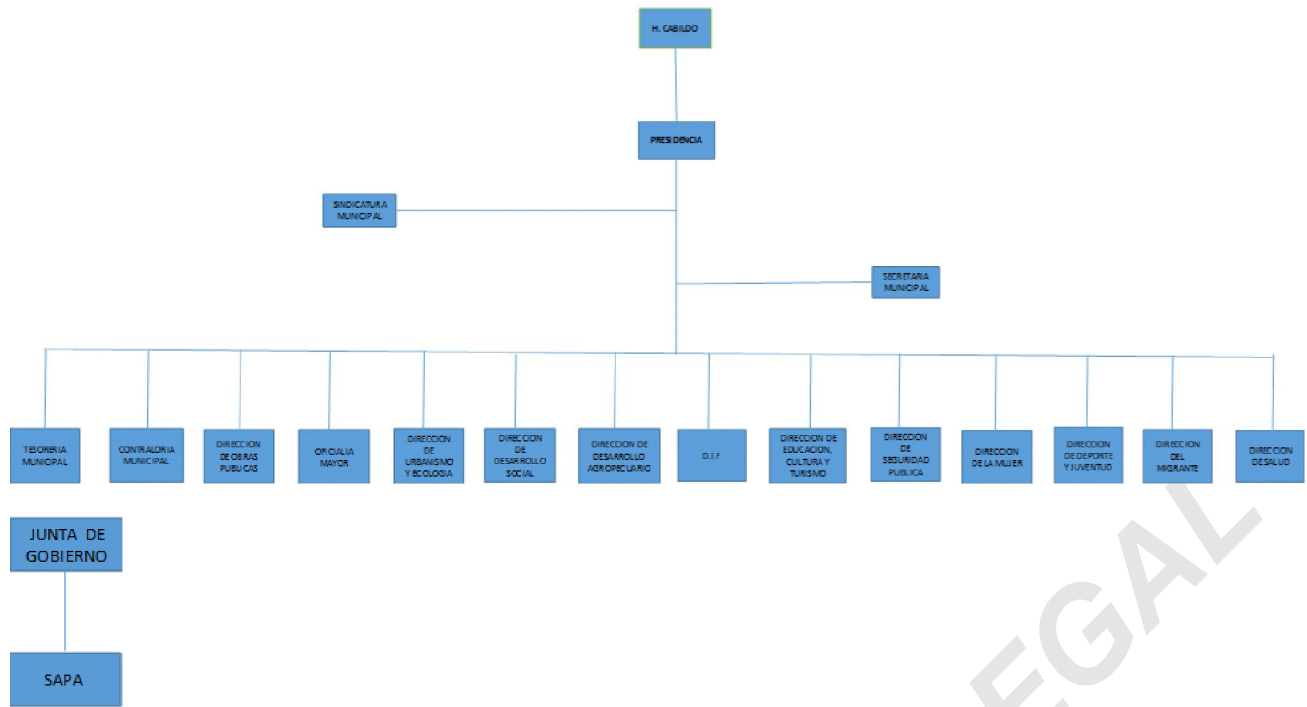 H. CABILDO
PRESIDENCIA
SINDICATURA
MUNICIPAL
SECRETARIA
MUNICIPAL
TESORERIA
MUNICIPAL
CONTRALORIA
MUNICIPAL
DIRECCION
DE OBRAS
PUBLICAS
OFICIALIA
MAYOR
DIRECCION
DE
URBANISMO
Y ECOLOGIA
DIRECCION
DE
DESARROLLO
SOCIAL
DIRECCION DE
DESARROLLO
AGROPECUARIO
D.I.F
DIRECCION DE
EDUCACION,
CULTURA Y
TURISMO
DIRECCION
DE
SEGURIDAD
PUBLICA
DIRECCION
DE LA MUJER
DIRECCION
DE DEPORTE
Y JUVENTUD
DIRECCION
DEL
MIGRANTE
DIRECCION
DE SALUD
JUNTA DE
GOBIERNO
SAPA
EGAL